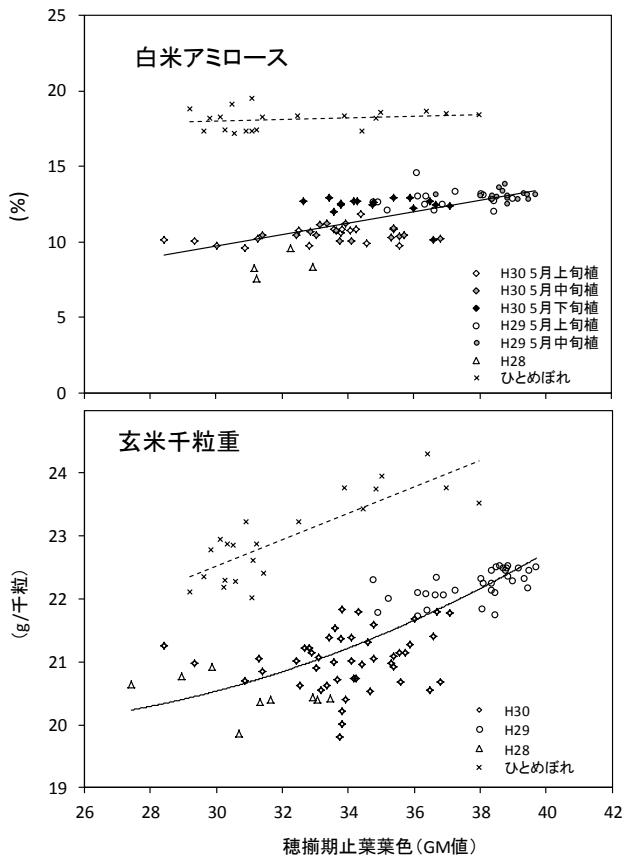 白米アミロース
25
20
15
10
5
0
(%)
H30 5月上旬植
H30 5月中旬植
H30 5月下旬植
H29 5月上旬植
H29 5月中旬植
H28
ひとめぼれ
玄米千粒重
24
23
22
21
20
19
(g/千粒)
H30
H29
H28
ひとめぼれ
26 28 30 32 34 36 38 40 42
穂揃期止葉葉色(GM値)